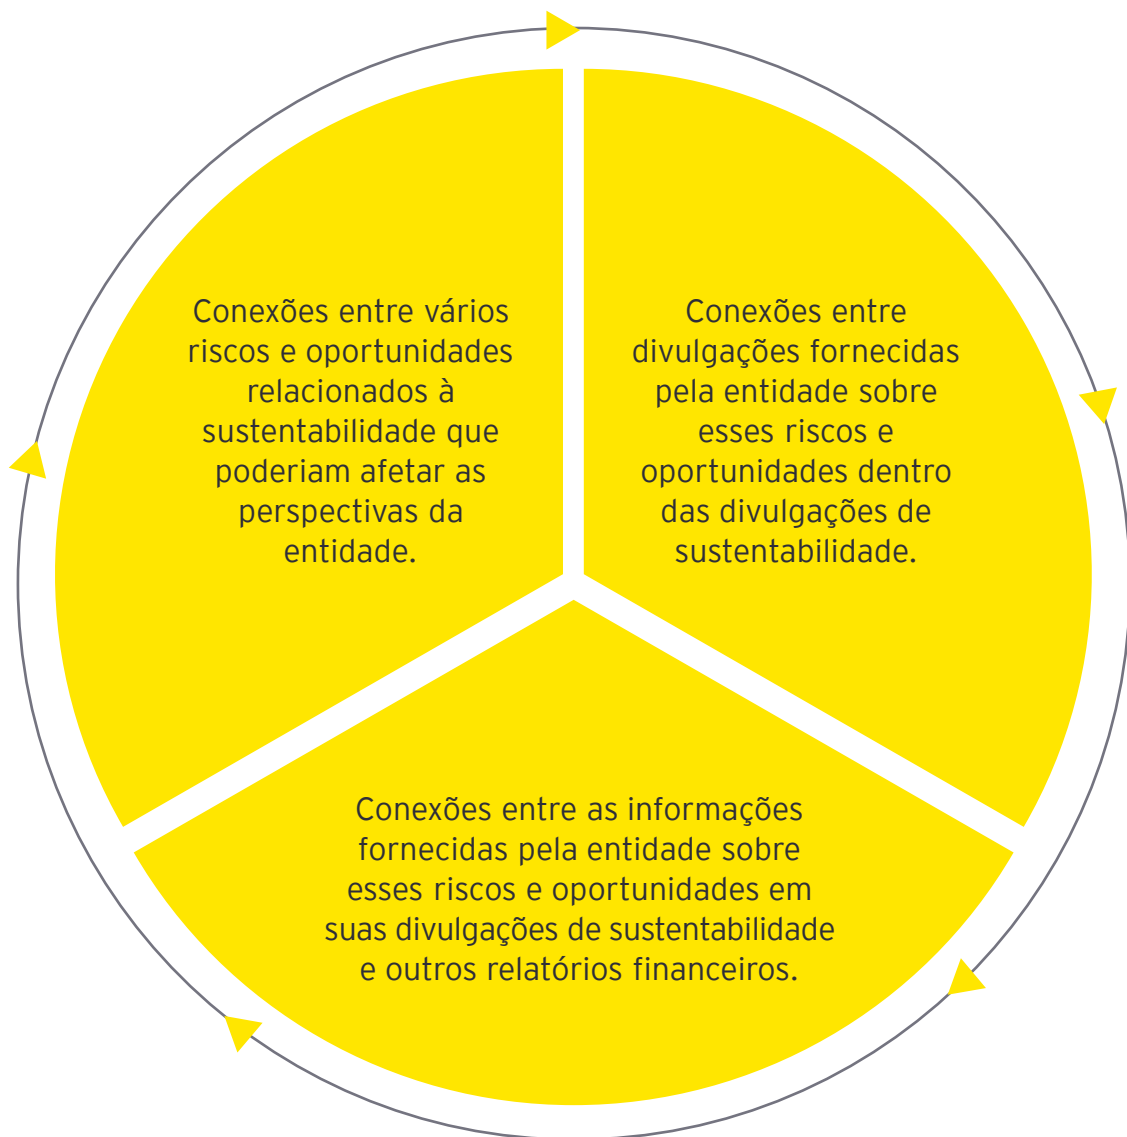 Conexões entre vários
riscos e oportunidades
relacionados à
sustentabilidade que
poderiam afetar as
perspectivas da
entidade.
Conexões entre
divulgações fornecidas
pela entidade sobre
esses riscos e
oportunidades dentro
das divulgações de
sustentabilidade.
Conexões entre as informações
fornecidas pela entidade sobre
esses riscos e oportunidades em
suas divulgações de sustentabilidade
e outros relatórios financeiros.